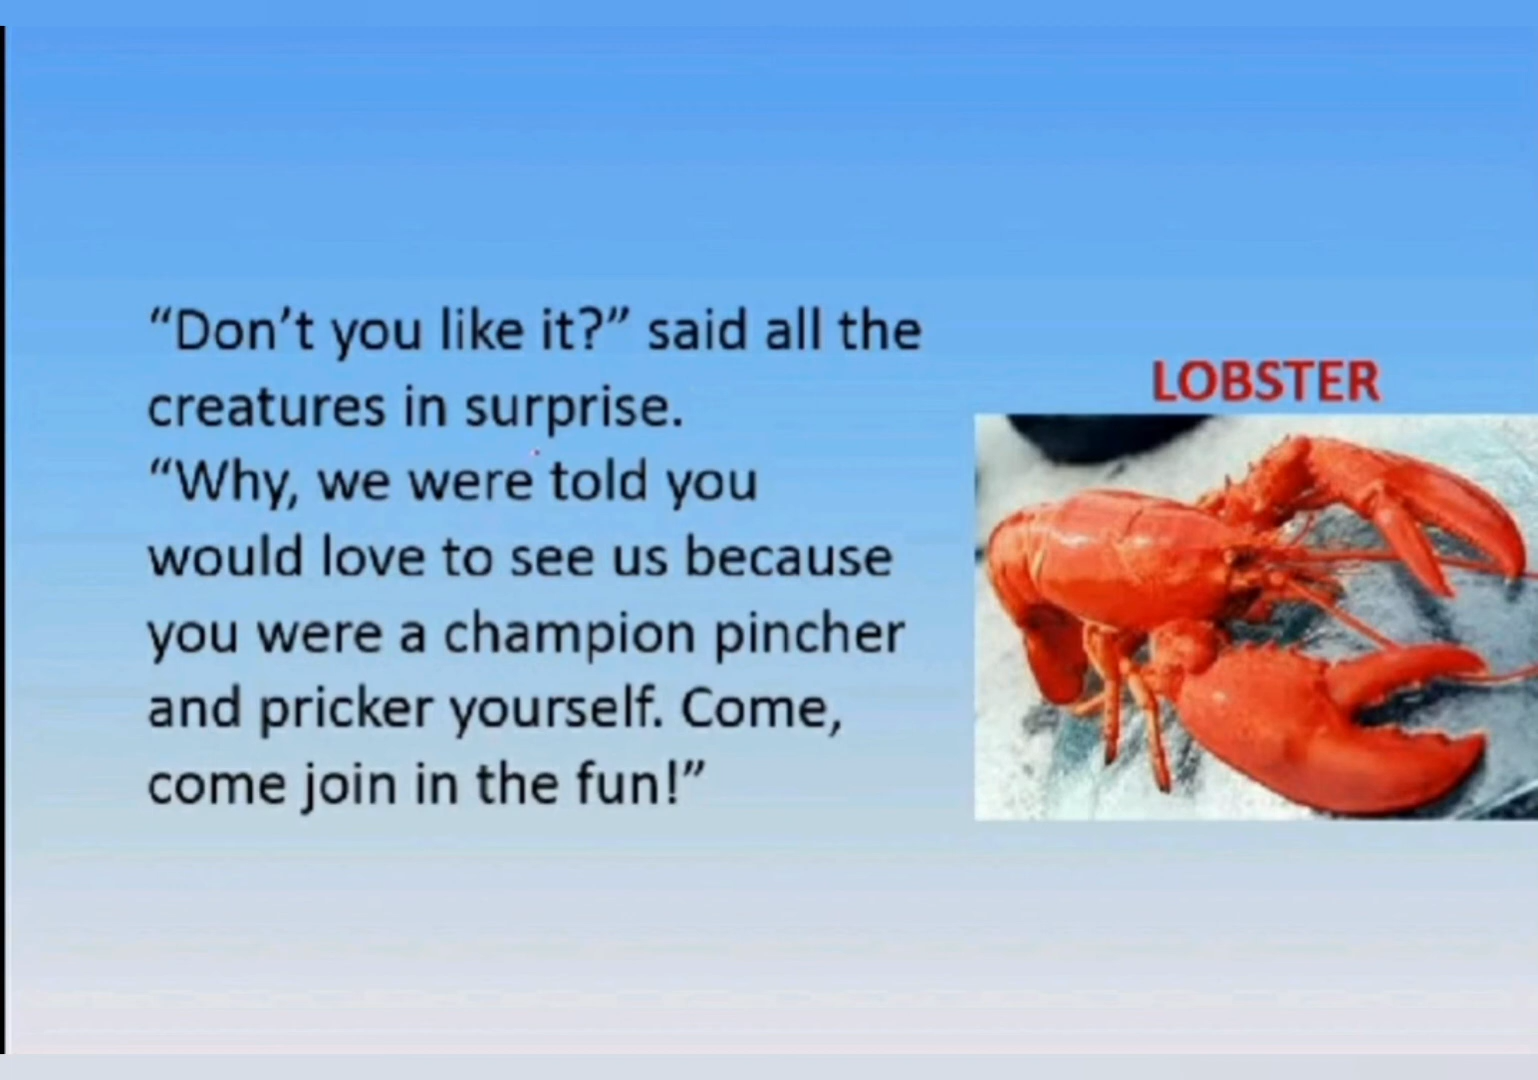 “Don’t you like it?” said all the
creatures in surprise.
“Why, we were told you
would love to see us because
you were a champion pincher
and pricker yourself. Come,
come join in the fun!”
LOBSTER